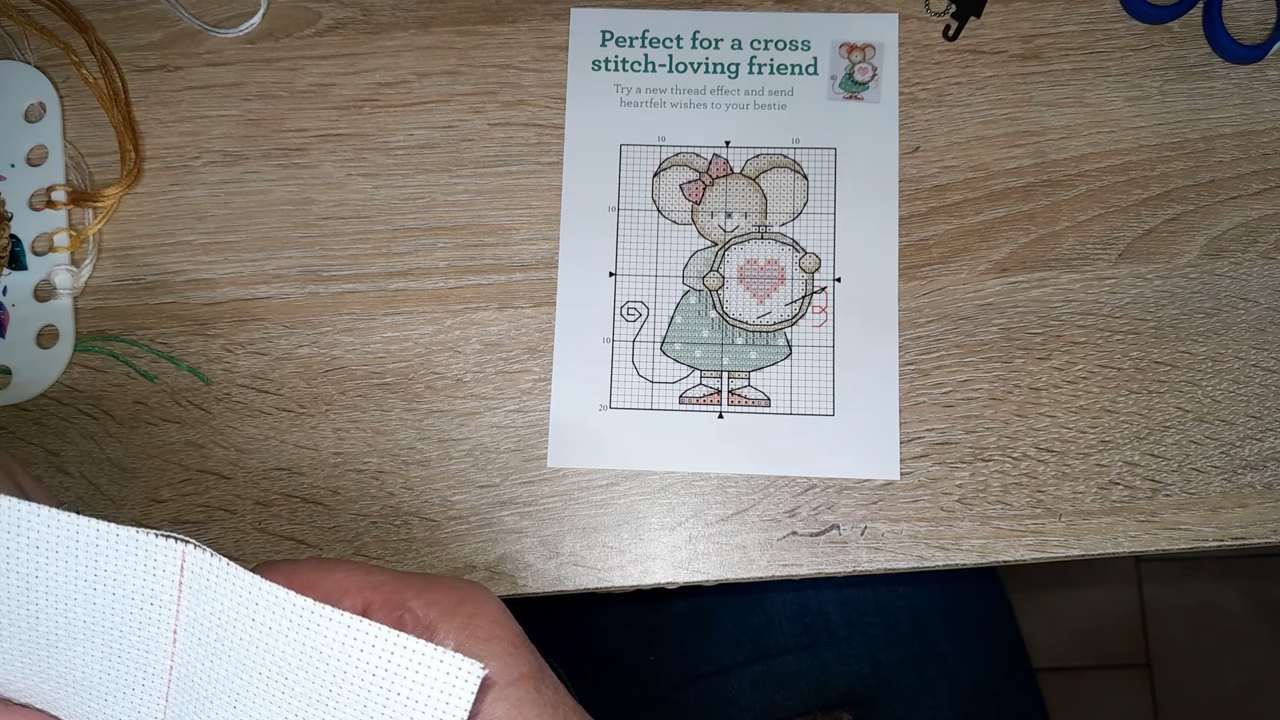 Perfect for a cross
stitch-loving friend
Try a new thread effect and send
heartfelt wishes to your bestie
10 10
10
10
20